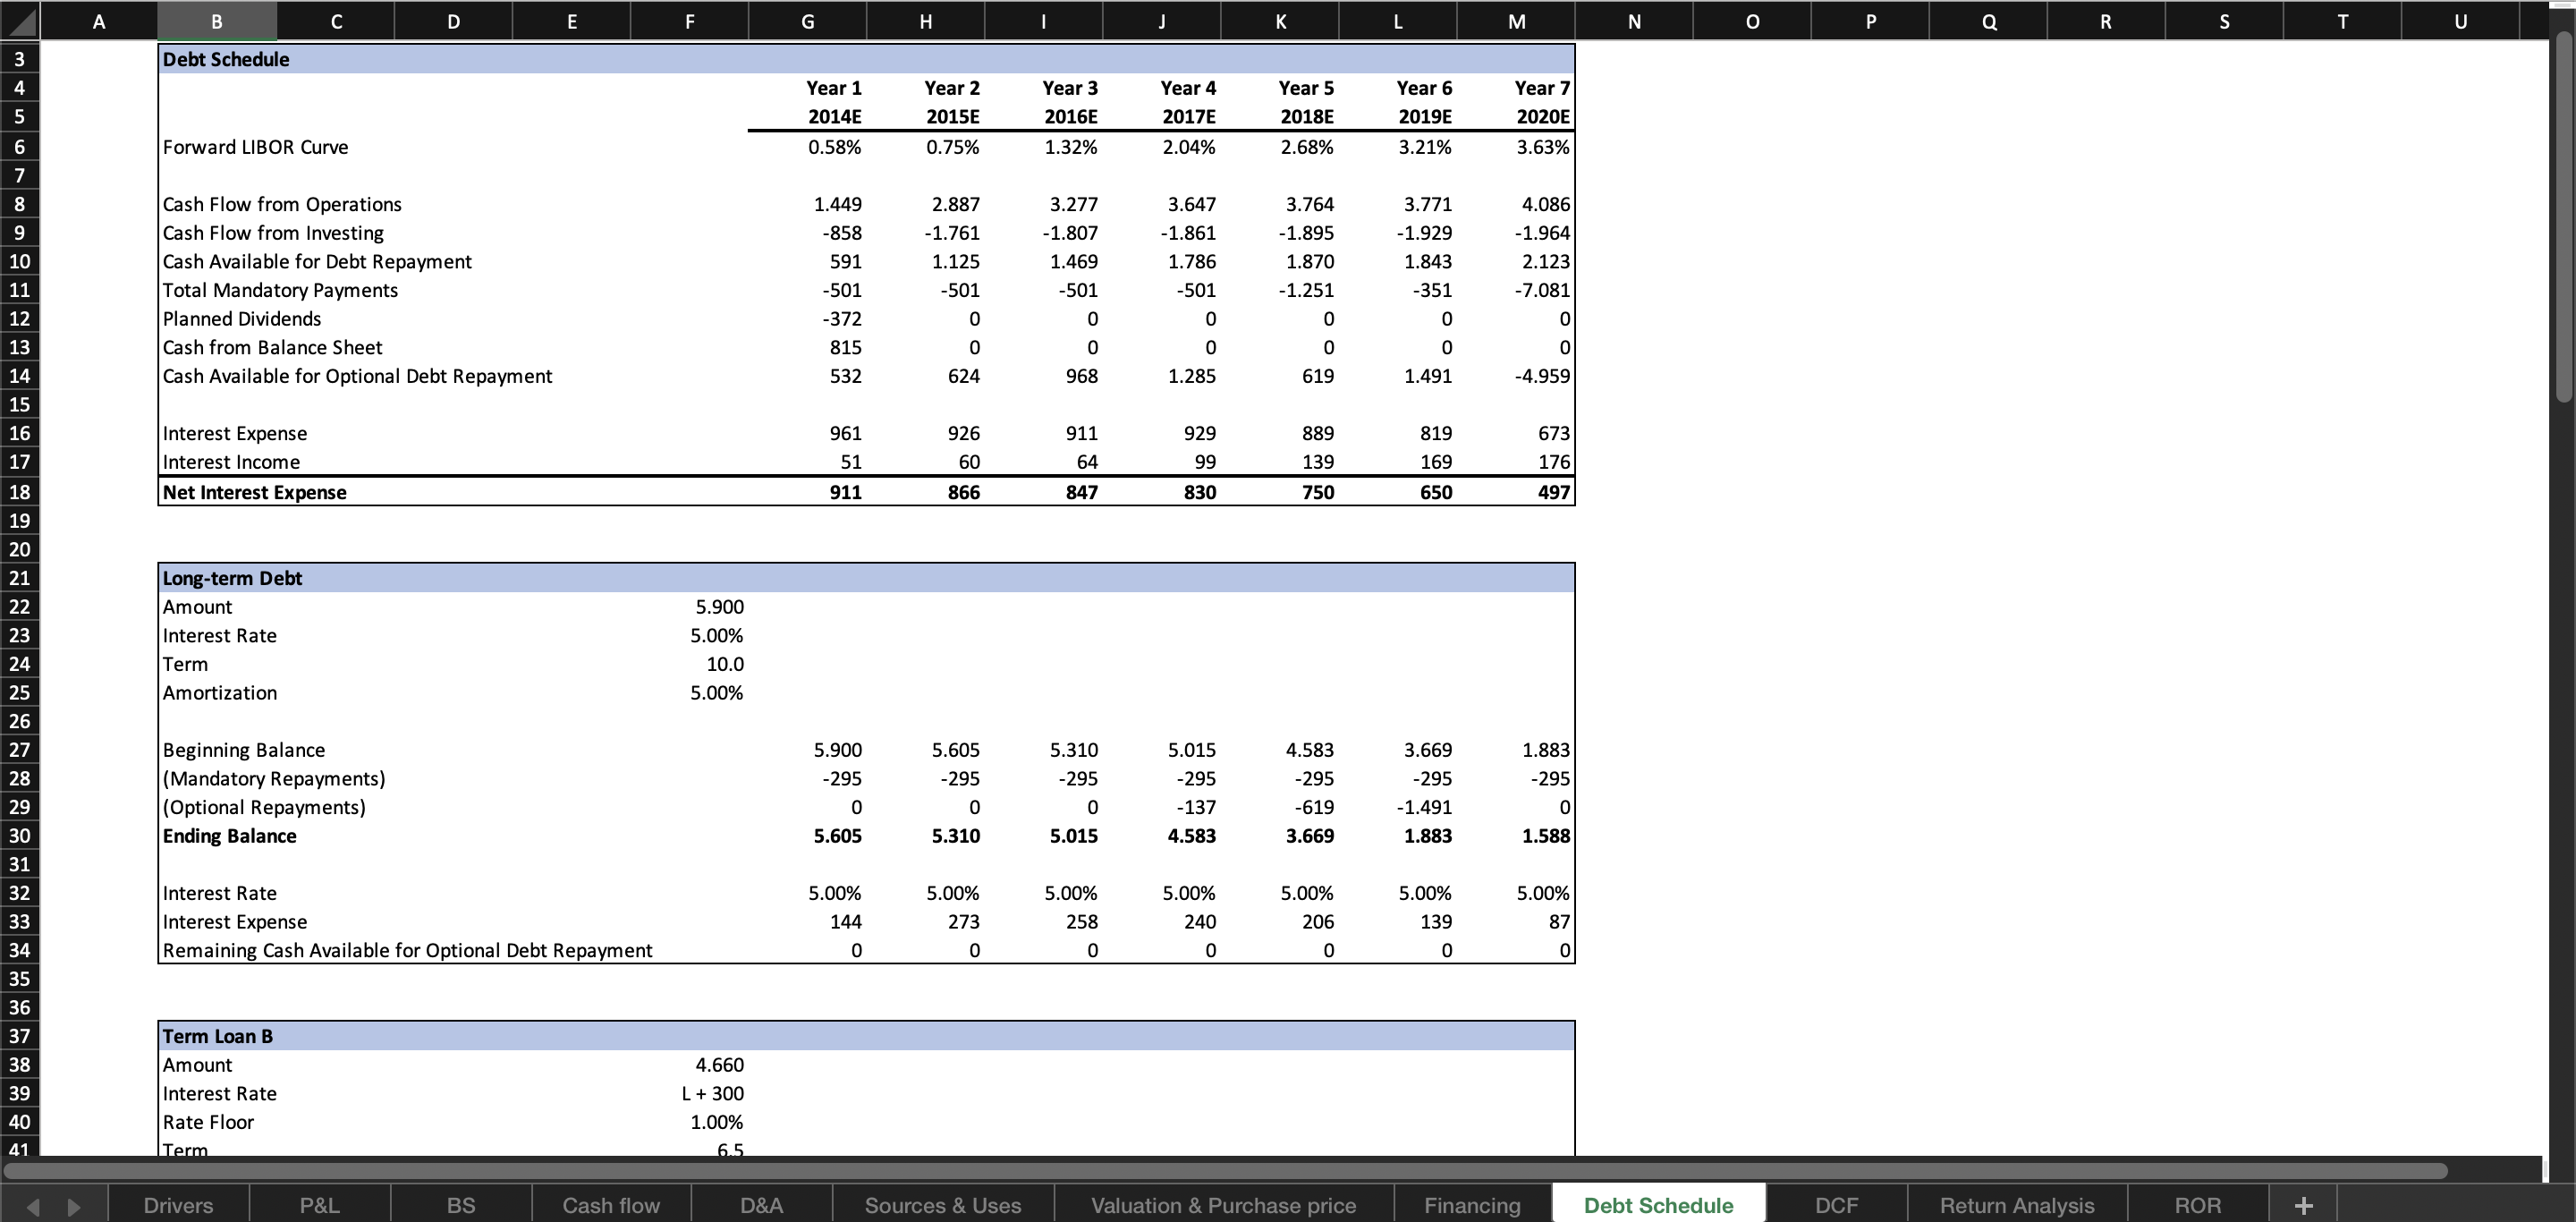 A B C D E F G H I J K L M N O P Q R S T U
3 Debt Schedule
4 Year 1 Year 2 Year 3 Year 4 Year 5 Year 6 Year 7
5 2014E 2015E 2016E 2017E 2018E 2019E 2020E
6 Forward LIBOR Curve 0.58% 0.75% 1.32% 2.04% 2.68% 3.21% 3.63%
7
8 Cash Flow from Operations 1.449 2.887 3.277 3.647 3.764 3.771 4.086
9 Cash Flow from Investing -858 -1.761 -1.807 -1.861 -1.895 -1.929 -1.964
10 Cash Available for Debt Repayment 591 1.125 1.469 1.786 1.870 1.843 2.123
11 Total Mandatory Payments -501 -501 -501 -501 -1.251 -351 -7.081
12 Planned Dividends -372 0 0 0 0 0 0
13 Cash from Balance Sheet 815 0 0 0 0 0 0
14 Cash Available for Optional Debt Repayment 532 624 968 1.285 619 1.491 -4.959
15
16 Interest Expense 961 926 911 929 889 819 673
17 Interest Income 51 60 64 99 139 169 176
18 Net Interest Expense 911 866 847 830 750 650 497
19
20
21 Long-term Debt
22 Amount 5.900
23 Interest Rate 5.00%
24 Term 10.0
25 Amortization 5.00%
26
27 Beginning Balance 5.900 5.605 5.310 5.015 4.583 3.669 1.883
28 (Mandatory Repayments) -295 -295 -295 -295 -295 -295 -295
29 (Optional Repayments) 0 0 0 -137 -619 -1.491 0
30 Ending Balance 5.605 5.310 5.015 4.583 3.669 1.883 1.588
31
32 Interest Rate 5.00% 5.00% 5.00% 5.00% 5.00% 5.00% 5.00%
33 Interest Expense 144 273 258 240 206 139 87
34 Remaining Cash Available for Optional Debt Repayment 0 0 0 0 0 0 0
35
36
37 Term Loan B
38 Amount 4.660
39 Interest Rate L + 300
40 Rate Floor 1.00%
41 Term 6.5
Drivers P&L BS Cash flow D&A Sources & Uses Valuation & Purchase price Financing Debt Schedule DCF Return Analysis ROR +